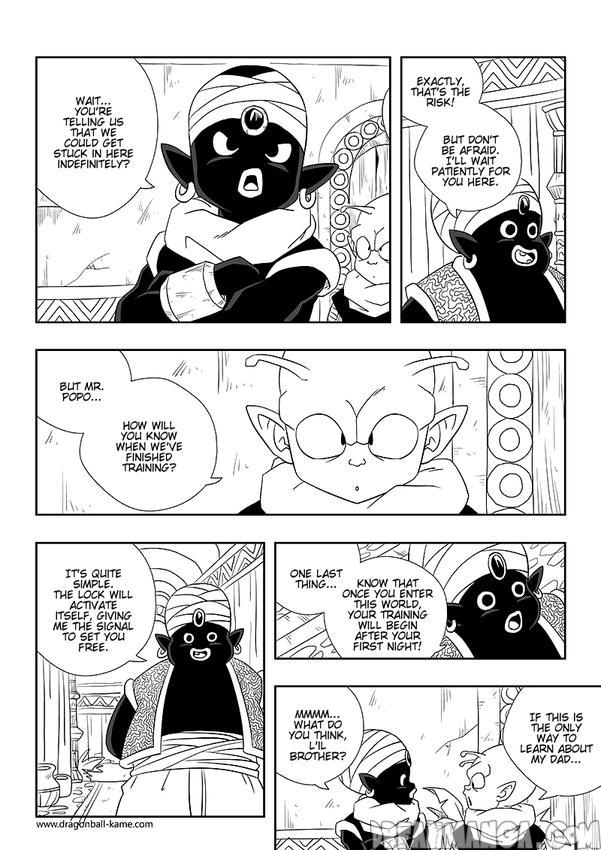 WAIT...
YOU'RE
TELLING US
THAT WE
COULD GET
STUCK IN HERE
INDEFINITELY?
EXACTLY,
THAT'S THE
RISK!
BUT DON'T
BE AFRAID.
I'LL WAIT
PATIENTLY FOR
YOU HERE.
BUT MR.
POPO...
HOW WILL
YOU KNOW
WHEN WE'VE
FINISHED
TRAINING?
IT'S QUITE
SIMPLE.
THE LOCK WILL
ACTIVATE
ITSELF, GIVING
ME THE SIGNAL
TO SET YOU
FREE.
ONE LAST
THING...
KNOW THAT
ONCE YOU ENTER
THIS WORLD,
YOUR TRAINING
WILL BEGIN
AFTER YOUR
FIRST NIGHT!
MMMM...
WHAT DO
YOU THINK,
L'IL
BROTHER?
IF THIS IS
THE ONLY
WAY TO
LEARN ABOUT
MY DAD...
www.dragonball-kame.com